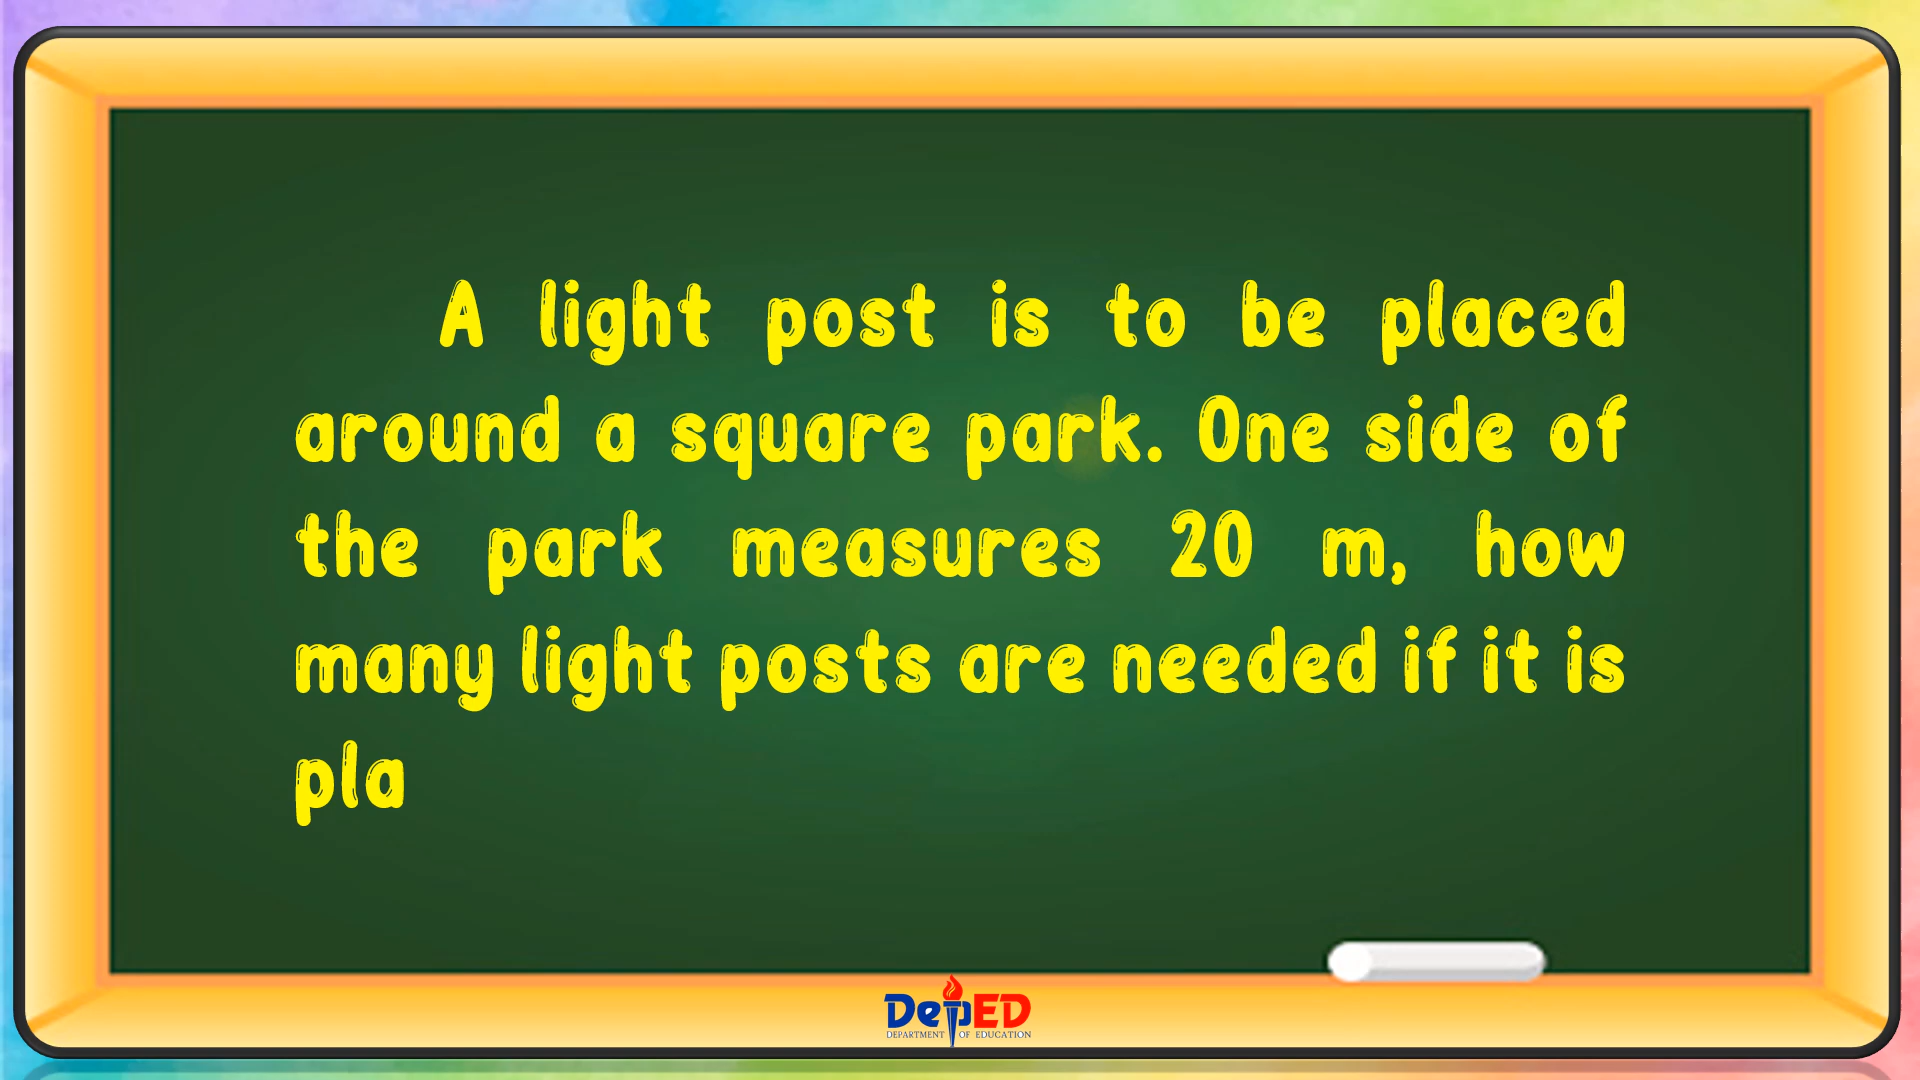 A light post is to be placed
around a square park. One side of
the park measures 20 m, how
many light posts are needed if it is
pla
DepED
DEPARTMENT OF EDUCATION